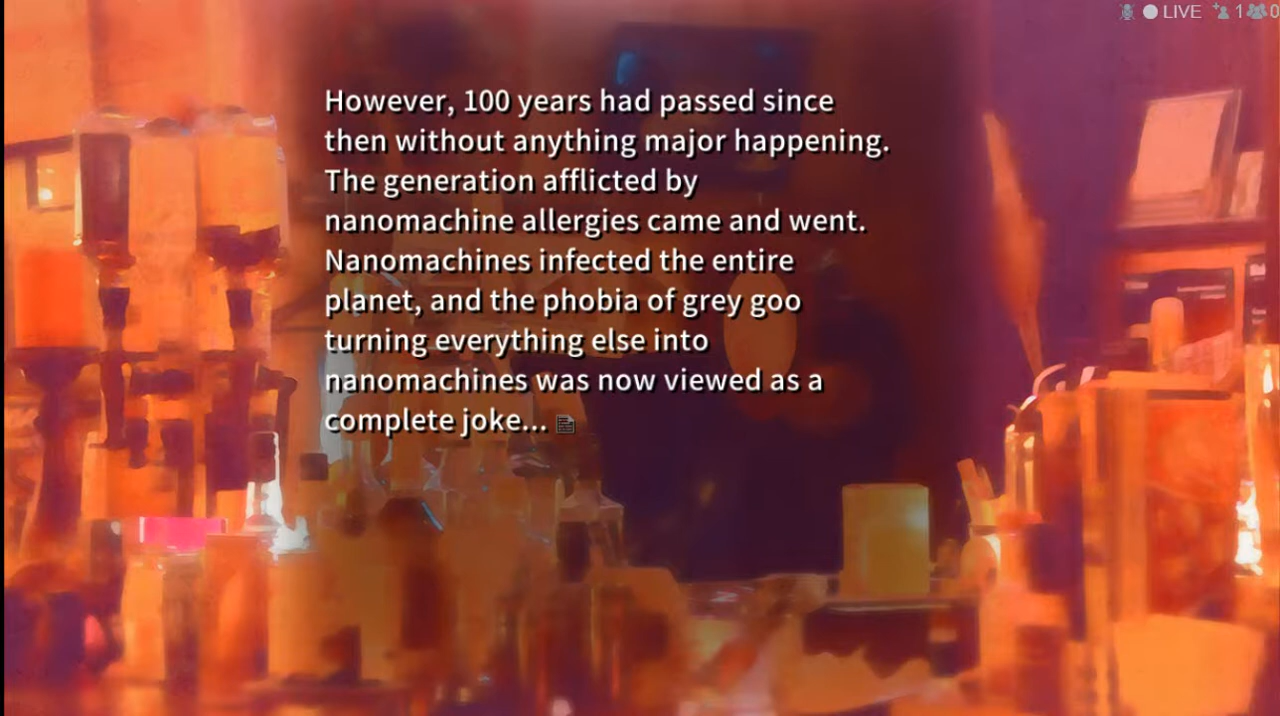 LIVE 1 0
However, 100 years had passed since
then without anything major happening.
The generation afflicted by
nanomachine allergies came and went.
Nanomachines infected the entire
planet, and the phobia of grey goo
turning everything else into
nanomachines was now viewed as a
complete joke...